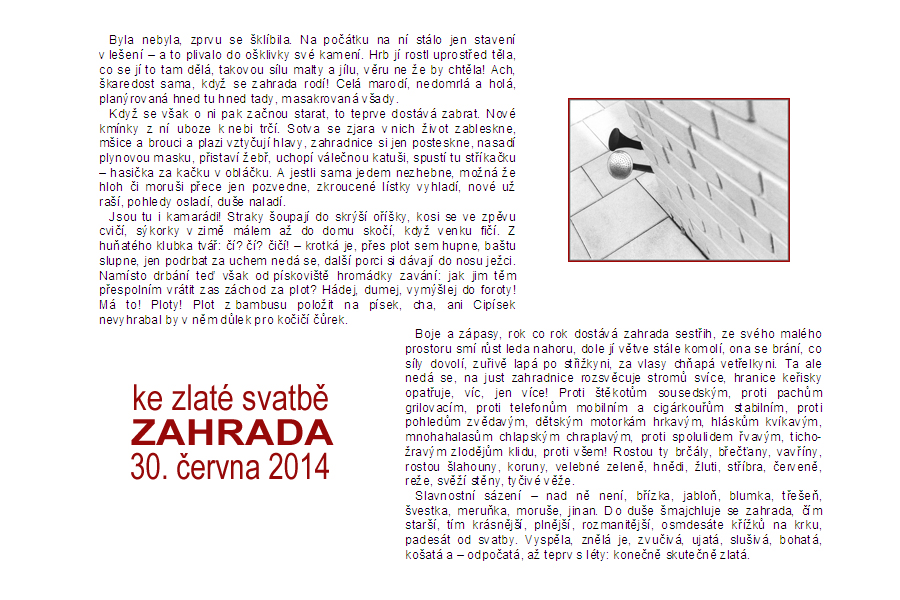 Byla nebyla, zprvu se šklíbila. Na počátku na ní stálo jen stavení
v lešení – a to plivalo do ošklivky své kamení. Hrb jí rostl uprostřed těla,
co se jí to tam dělá, takovou sílu malty a jílu, věru ne že by chtěla! Ach,
škaredost sama, když se zahrada rodí! Celá marodí, nedomrlá a holá,
planýrovaná hned tu hned tady, masakrovaná všady.
Když se však o ni pak začnou starat, to teprve dostává zabrat. Nové
kmínky z ní uboze k nebi trčí. Sotva se zjara v nich život zableskne,
mšice a brouci a plazi vztyčují hlavy, zahradnice si jen posteskne, nasadí
plynovou masku, přistaví žebř, uchopí válečnou katuši, spustí tu stříkačku
– hasička za kačku v obláčku. A jestli sama jedem nezhebne, možná že
hloh či moruši přece jen pozvedne, zkroucené lístky vyhladí, nové už
raší, pohledy osladí, duše naladí.
Jsou tu i kamarádi! Straky šoupají do skrýší oříšky, kosi se ve zpěvu
cvičí, sýkorky v zimě málem až do domu skočí, když venku fičí. Z
huňatého klubka tvář: čí? čí? čičí! – krotká je, přes plot sem hupne, baštu
slupne, jen podrbat za uchem nedá se, další porci si dávají do nosu ježci.
Namísto drbání teď však od pískoviště hromádky zavání: jak jim těm
přespolním vrátit zas záchod za plot? Hádej, dumej, vymýšlej do foroty!
Má to! Ploty! Plot z bambusu položit na písek, cha, ani Cipísek
nevyhrabal by v něm důlek pro kočičí čůrek.
Boje a zápasy, rok co rok dostává zahrada sestřih, ze svého malého
prostoru smí růst leda nahoru, dole jí větve stále komolí, ona se brání, co
síly dovolí, zuřivě lapá po střižkyni, za vlasy chňapá vetřelkyni. Ta ale
nedá se, na just zahradnice rozsvěcuje stromů svíce, hranice keřisky
opatřuje, víc, jen více! Proti štěkotům sousedským, proti pachům
grilovacím, proti telefonům mobilním a cigárkouřům stabilním, proti
pohledům zvědavým, dětským motorkám hrkavým, hláskům kvíkavým,
mnohahalasům chlapským chraplavým, proti spolulidem řvavým, ticho-
žravým zlodějům klidu, proti všem! Rostou ty brčály, břečťany, vavříny,
rostou šlahouny, koruny, velebné zeleně, hnědi, žluti, stříbra, červeně,
reže, svěží stěny, tyčivé věže.
Slavnostní sázení – nad ně není, břízka, jabloň, blumka, třešeň,
švestka, meruňka, moruše, jinan. Do duše šmajchluje se zahrada, čím
starší, tím krásnější, plnější, rozmanitější, osmdesáte křížků na krku,
padesát od svatby. Vyspěla, znělá je, zvučivá, ujatá, slušivá, bohatá,
košatá a – odpočatá, až teprv s léty: konečně skutečně zlatá.
ke zlaté svatbě
ZAHRADA
30. června 2014